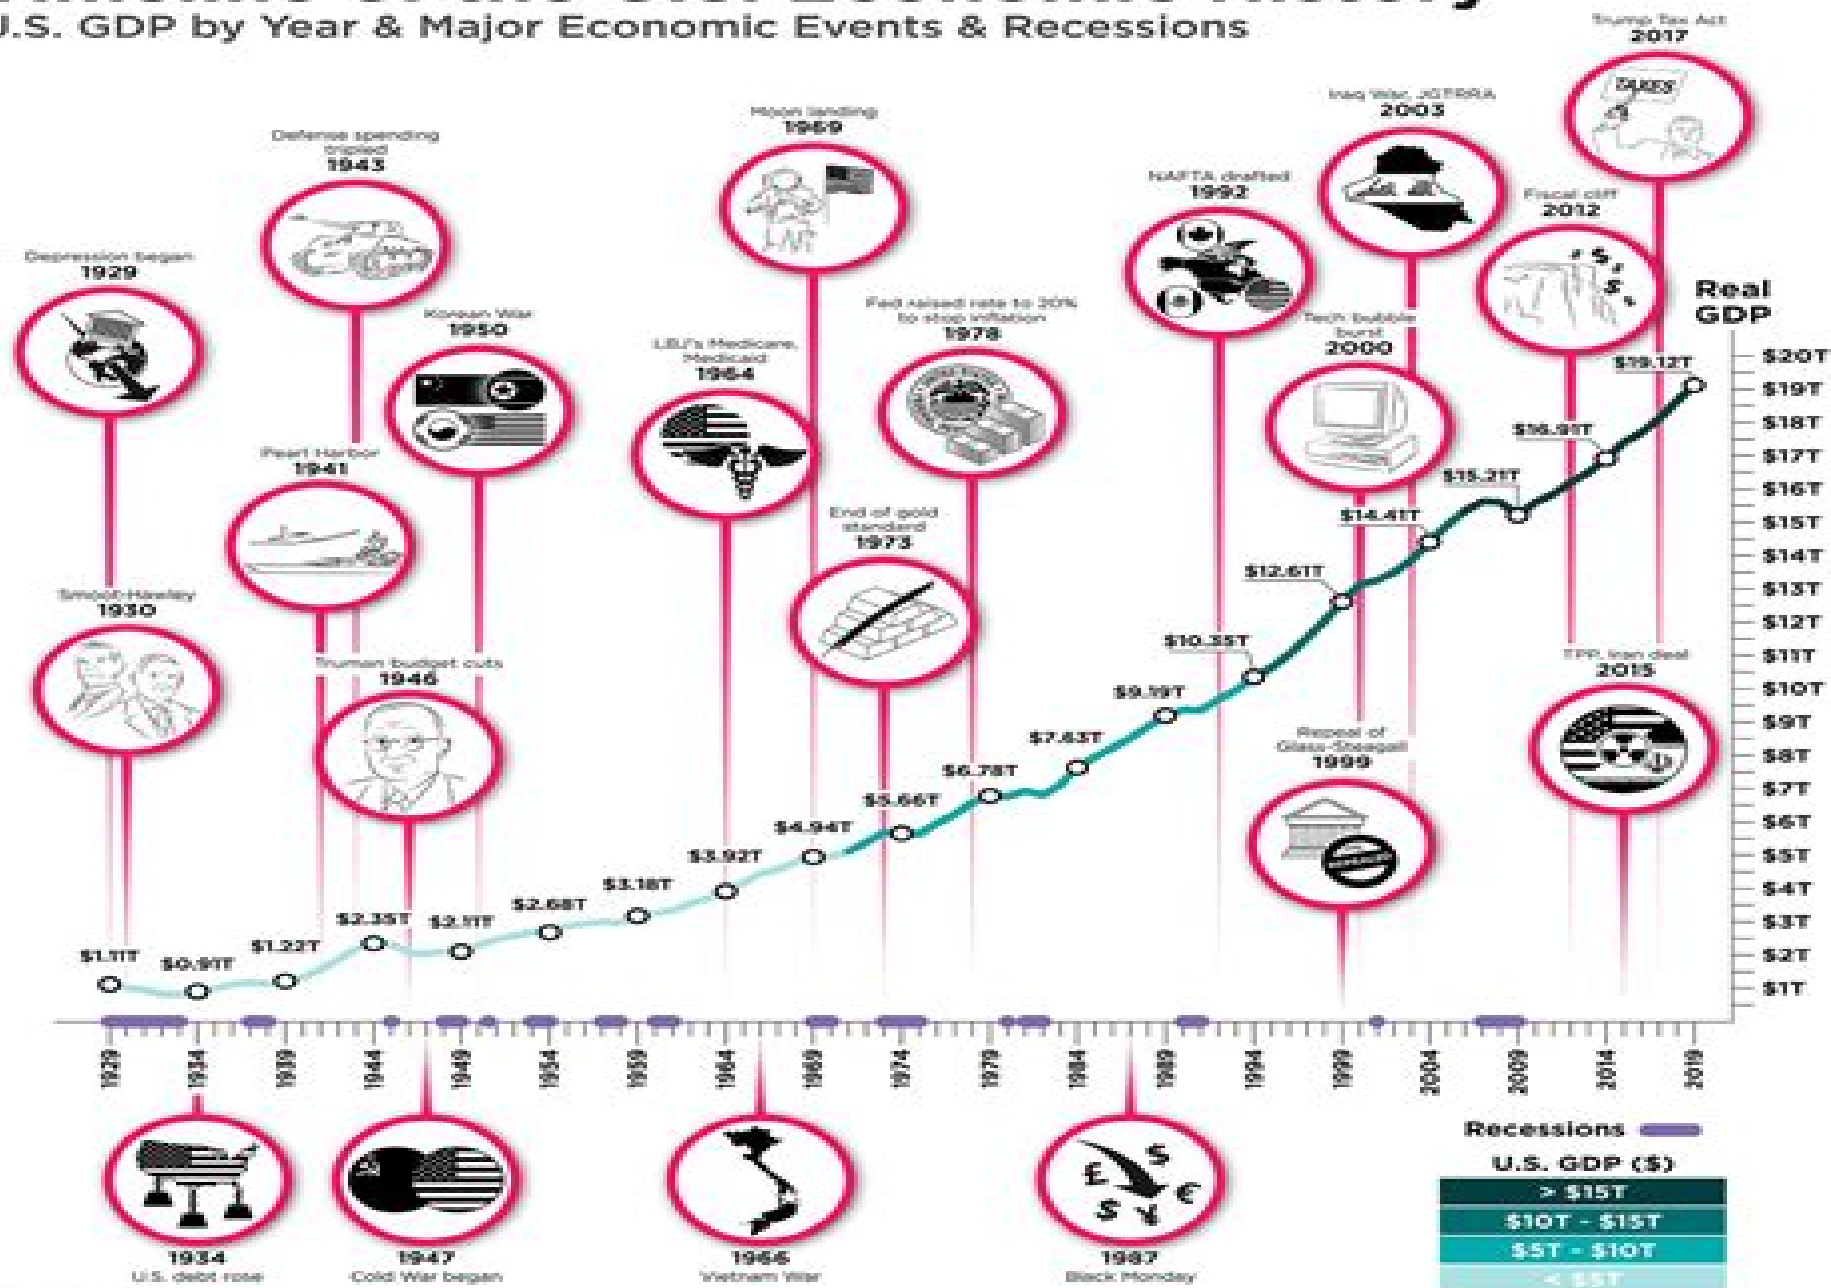 U.S. GDP by Year & Major Economic Events & Recessions
Trump Tax Act
2017
TAXES
Iraq War, JGTRRA
2003
Moon landing
1969
Defense spending
tripled
1943
NAFTA drafted
1992
Fiscal cliff
2012
Depression began
1929
Real
GDP
Korean War
1950
Fed raised rate to 20%
to stop inflation
1978
Tech bubble
burst
2000
LBJ's Medicare,
Medicaid
1964
Pearl Harbor
1941
End of gold
standard
1973
Smoot-Hawley
1930
Truman budget cuts
1946
TPP, Iran deal
2015
Repeal of
Glass-Steagall
1999
$1.11T
$0.91T
$1.22T
$2.35T
$2.11T
$2.68T
$3.18T
$3.92T
$4.94T
$5.66T
$6.78T
$7.63T
$9.19T
$10.35T
$12.61T
$14.41T
$15.21T
$16.91T
$19.12T
$20T
$19T
$18T
$17T
$16T
$15T
$14T
$13T
$12T
$11T
$10T
$9T
$8T
$7T
$6T
$5T
$4T
$3T
$2T
$1T
1929
1934
1939
1944
1949
1954
1959
1964
1969
1974
1979
1984
1989
1994
1999
2004
2009
2014
2019
1934
U.S. debt rose
1947
Cold War began
1966
Vietnam War
$
£
€
$
1987
Black Monday
Recessions
U.S. GDP ($)
> $15T
$10T - $15T
$5T - $10T
< $5T